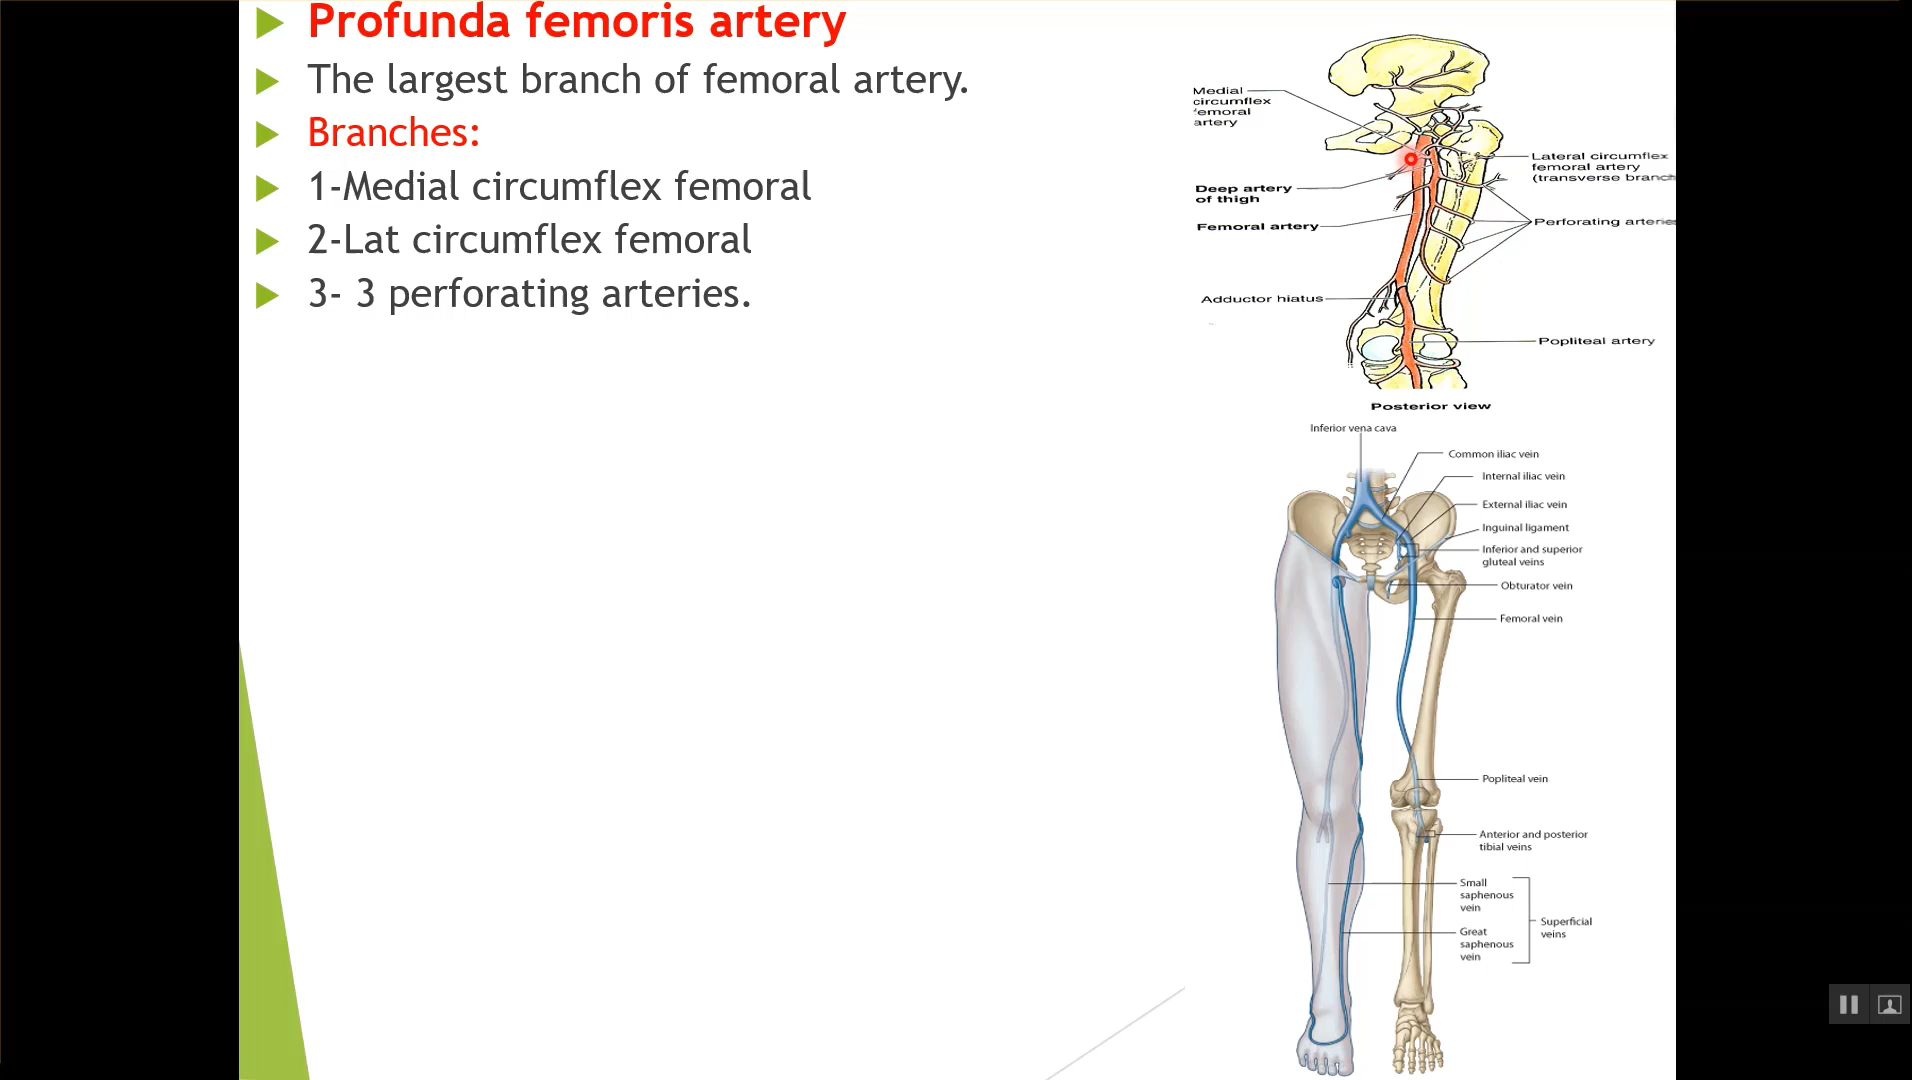 Profunda femoris artery
The largest branch of femoral artery.
Branches:
1-Medial circumflex femoral
2-Lat circumflex femoral
3- 3 perforating arteries.
Medial
circumflex
femoral
artery
Lateral circumflex
femoral artery
(transverse branch
Deep artery
of thigh
Perforating arteries
Femoral artery
Adductor hiatus
Popliteal artery
Posterior view
Inferior vena cava
Common iliac vein
Internal iliac vein
External iliac vein
Inguinal ligament
Inferior and superior
gluteal veins
Obturator vein
Femoral vein
Popliteal vein
Anterior and posterior
tibial veins
Small
saphenous
vein
Superficial
veins
Great
saphenous
vein